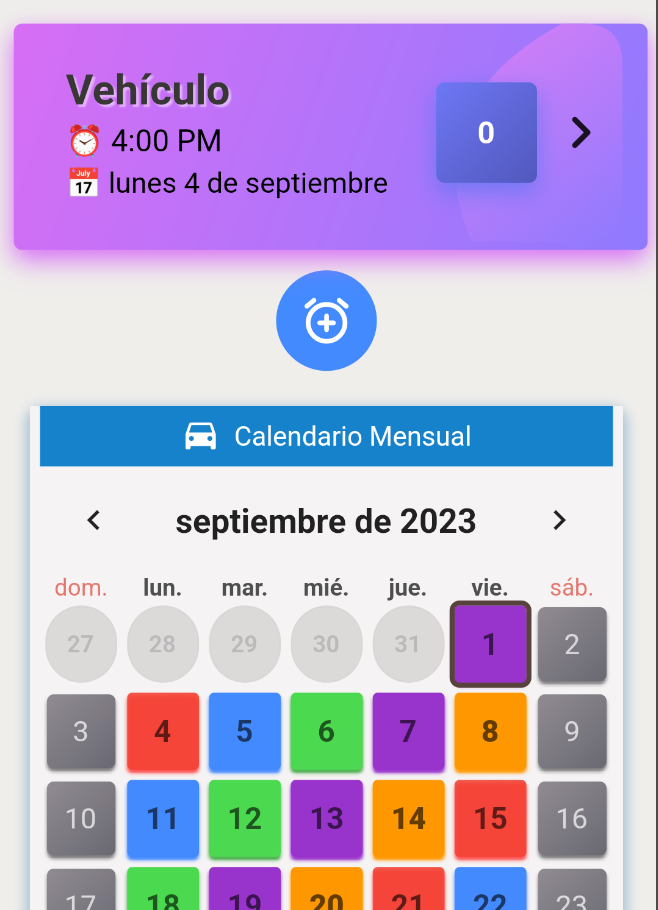 Vehículo
⏰ 4:00 PM
📅 lunes 4 de septiembre
0
Calendario Mensual
septiembre de 2023
dom. lun. mar. mié. jue. vie. sáb.
27 28 29 30 31 1 2
3 4 5 6 7 8 9
10 11 12 13 14 15 16
17 18 19 20 21 22 23